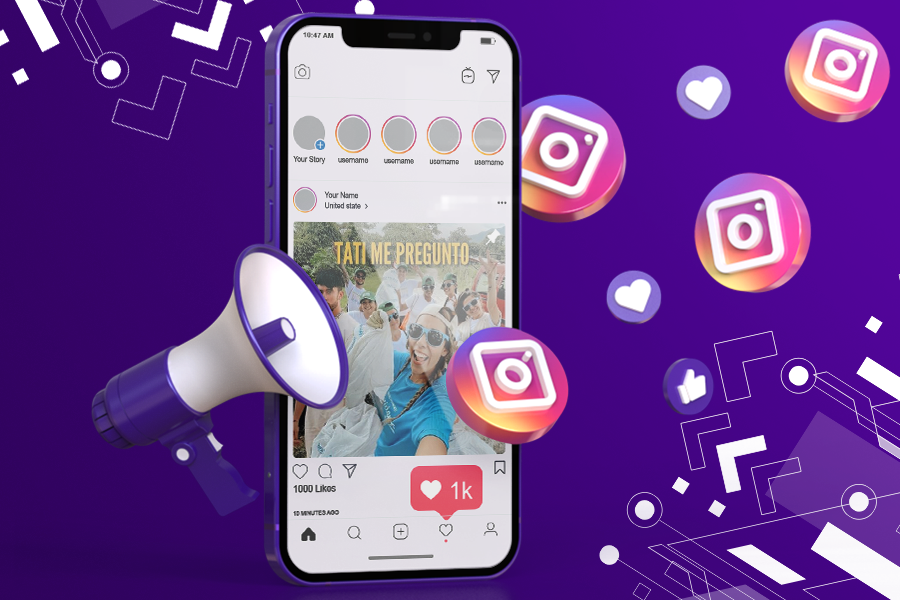 10:47 AM
Your Story
username
username
username
username
Your Name
United state >
TATI ME PREGUNTO
1000 Likes
1k
10 MINUTES AGO